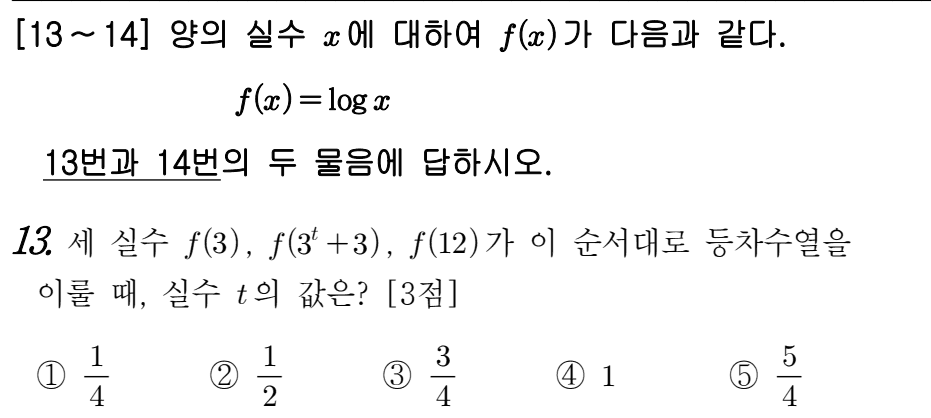 [13～14] 양의 실수 x에 대하여 f(x)가 다음과 같다.
f(x)=log x
13번과 14번의 두 물음에 답하시오.
13. 세 실수 f(3), f(3^t+3), f(12)가 이 순서대로 등차수열을
이룰 때, 실수 t의 값은? [3점]
① 1/4 ② 1/2 ③ 3/4 ④ 1 ⑤ 5/4